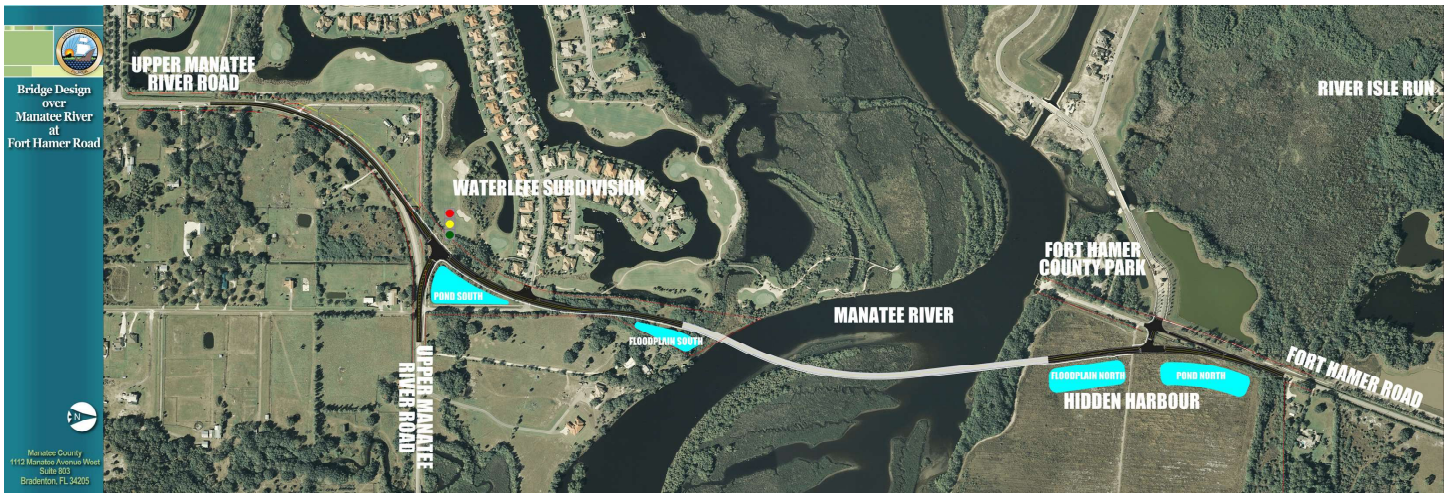 Bridge Design
over
Manatee River
at
Fort Hamer Road
N
Manatee County
1112 Manatee Avenue West
Suite 803
Bradenton, FL 34205
UPPER MANATEE
RIVER ROAD
WATERLEFE SUBDIVISION
POND SOUTH
FLOODPLAIN SOUTH
UPPER MANATEE
RIVER ROAD
MANATEE RIVER
FORT HAMER
COUNTY PARK
RIVER ISLE RUN
FLOODPLAIN NORTH
POND NORTH
HIDDEN HARBOUR
FORT HAMER ROAD